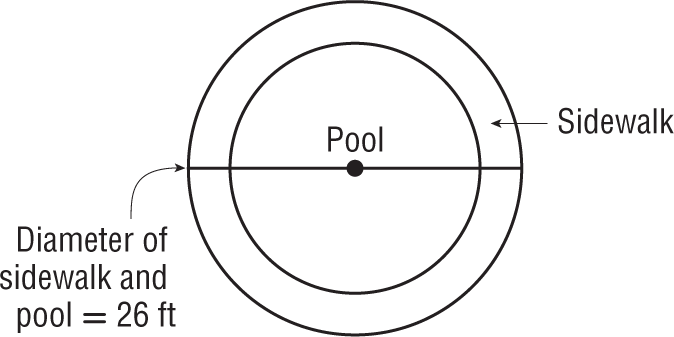 Pool
Sidewalk
Diameter of
sidewalk and
pool = 26 ft